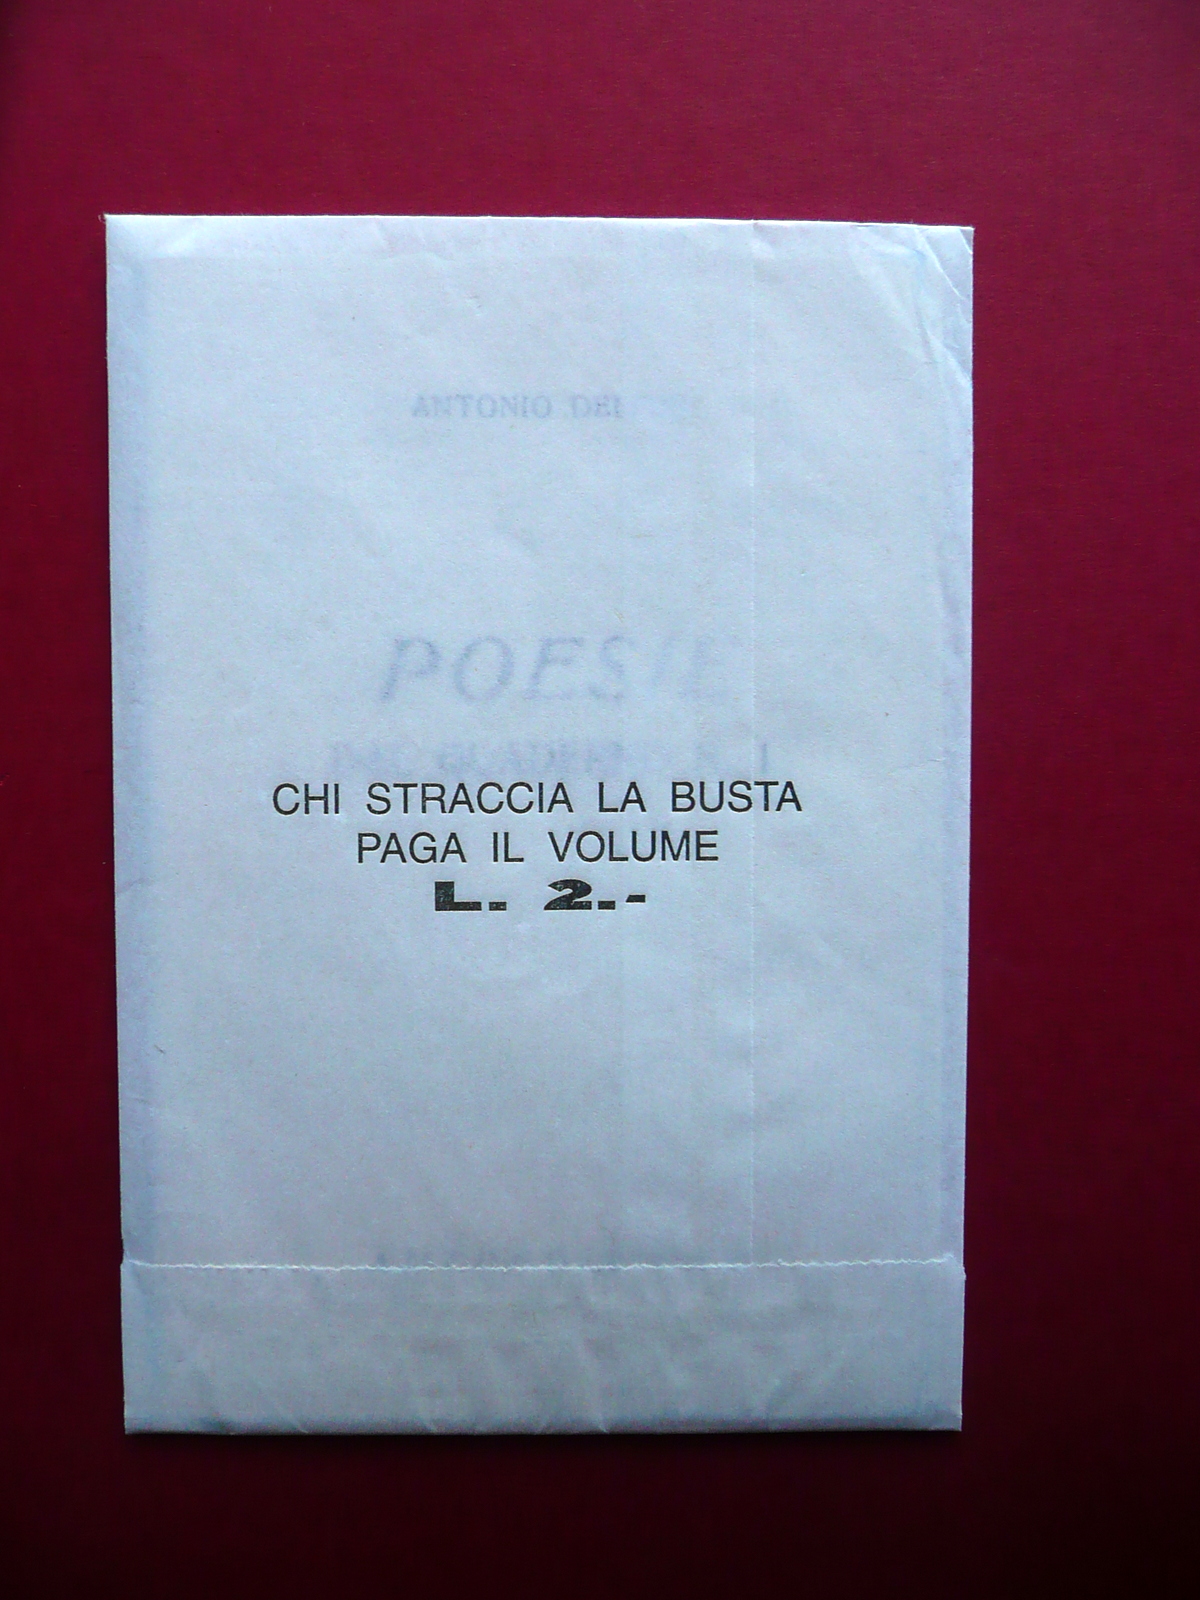 ANTONIO DEI
POESIE
CHI STRACCIA LA BUSTA
PAGA IL VOLUME
L. 2.-